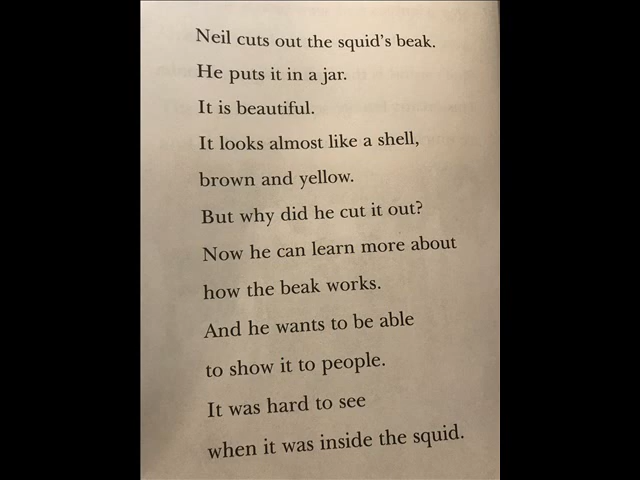 Neil cuts out the squid's beak.
He puts it in a jar.
It is beautiful.
It looks almost like a shell,
brown and yellow.
But why did he cut it out?
Now he can learn more about
how the beak works.
And he wants to be able
to show it to people.
It was hard to see
when it was inside the squid.